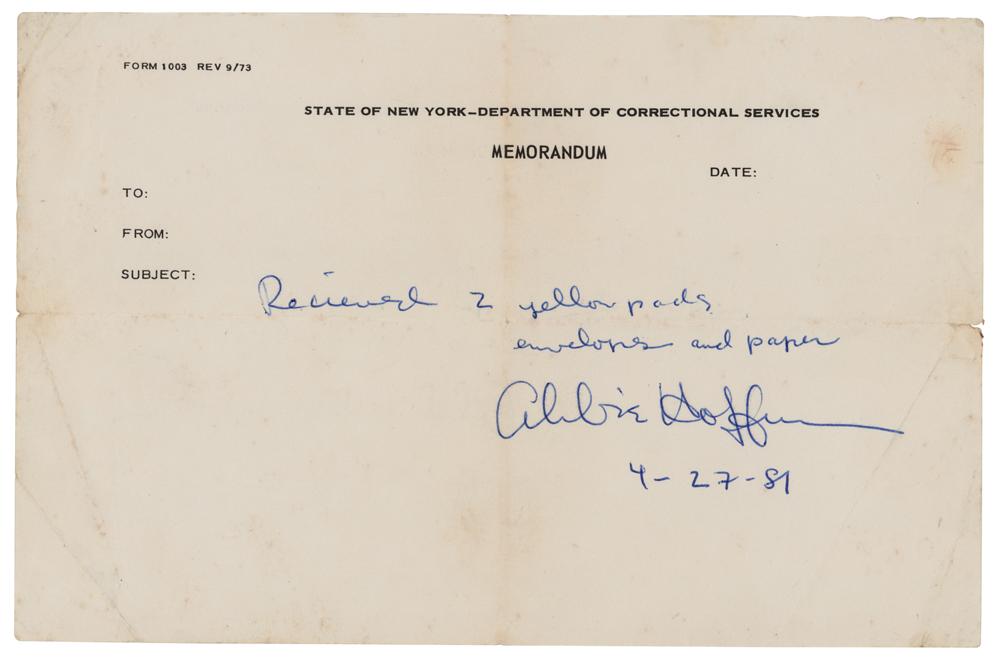 FORM 1003 REV 9/73
STATE OF NEW YORK—DEPARTMENT OF CORRECTIONAL SERVICES
MEMORANDUM
DATE:
TO:
FROM:
SUBJECT:
Recieved 2 yellow pads
envelopes and paper
Abbie Hoffman
4-27-81